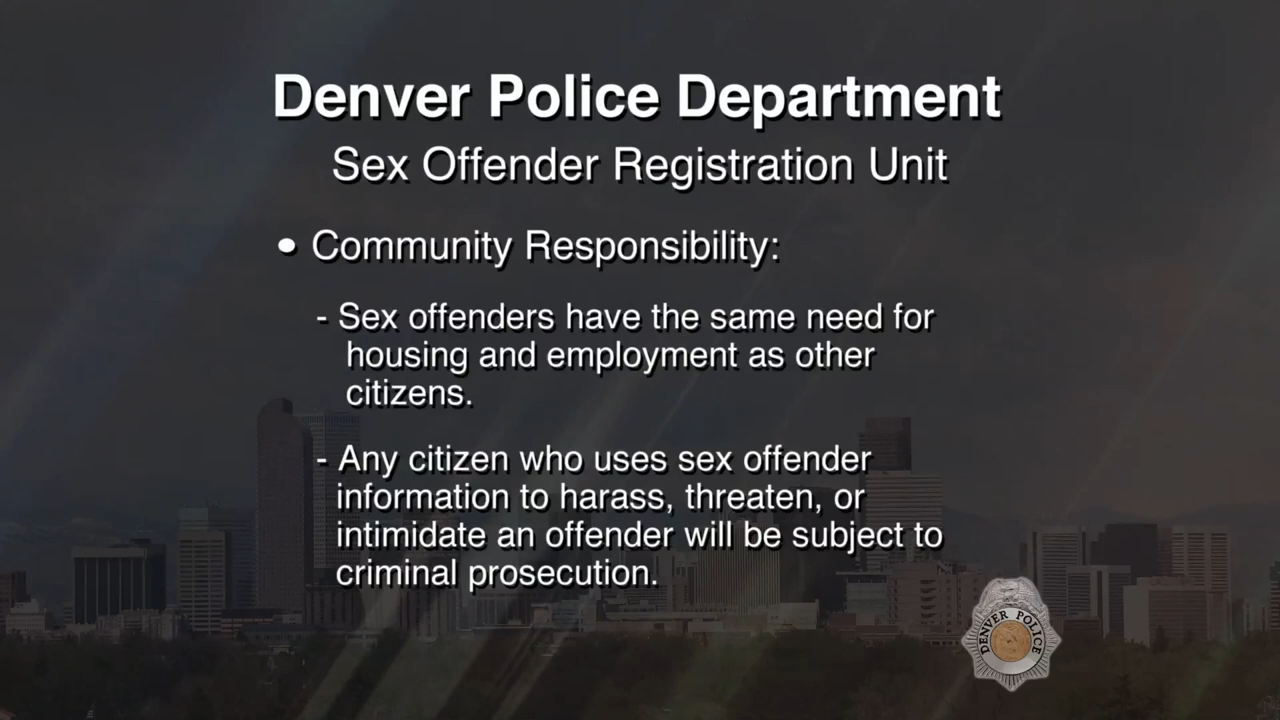 Denver Police Department
Sex Offender Registration Unit
• Community Responsibility:
- Sex offenders have the same need for
housing and employment as other
citizens.
- Any citizen who uses sex offender
information to harass, threaten, or
intimidate an offender will be subject to
criminal prosecution.
DENVER POLICE